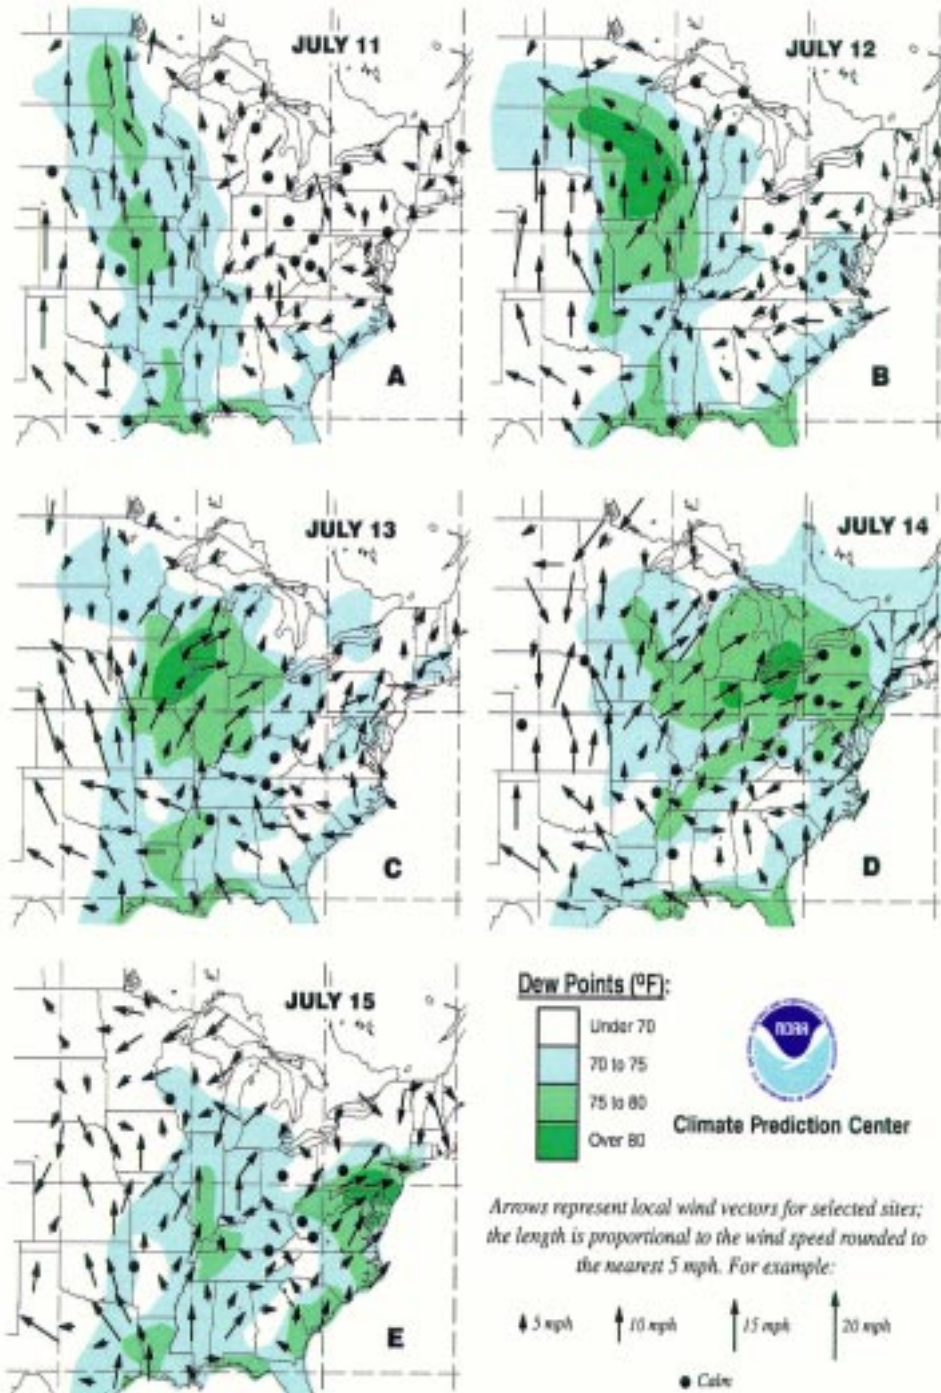 JULY 11
A
JULY 12
B
JULY 13
C
JULY 14
D
JULY 15
E
Dew Points (ºF):
Under 70
70 to 75
75 to 80
Over 80
NOAA
Climate Prediction Center
Arrows represent local wind vectors for selected sites;
the length is proportional to the wind speed rounded to
the nearest 5 mph. For example:
5 mph
10 mph
15 mph
20 mph
Calm